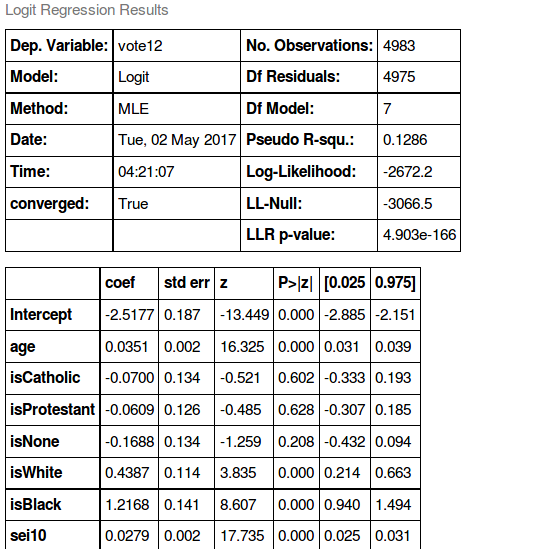 Logit Regression Results
Dep. Variable: vote12 No. Observations: 4983
Model: Logit Df Residuals: 4975
Method: MLE Df Model: 7
Date: Tue, 02 May 2017 Pseudo R-squ.: 0.1286
Time: 04:21:07 Log-Likelihood: -2672.2
converged: True LL-Null: -3066.5
LLR p-value: 4.903e-166
coef std err z P>|z| [0.025 0.975]
Intercept -2.5177 0.187 -13.449 0.000 -2.885 -2.151
age 0.0351 0.002 16.325 0.000 0.031 0.039
isCatholic -0.0700 0.134 -0.521 0.602 -0.333 0.193
isProtestant -0.0609 0.126 -0.485 0.628 -0.307 0.185
isNone -0.1688 0.134 -1.259 0.208 -0.432 0.094
isWhite 0.4387 0.114 3.835 0.000 0.214 0.663
isBlack 1.2168 0.141 8.607 0.000 0.940 1.494
sei10 0.0279 0.002 17.735 0.000 0.025 0.031